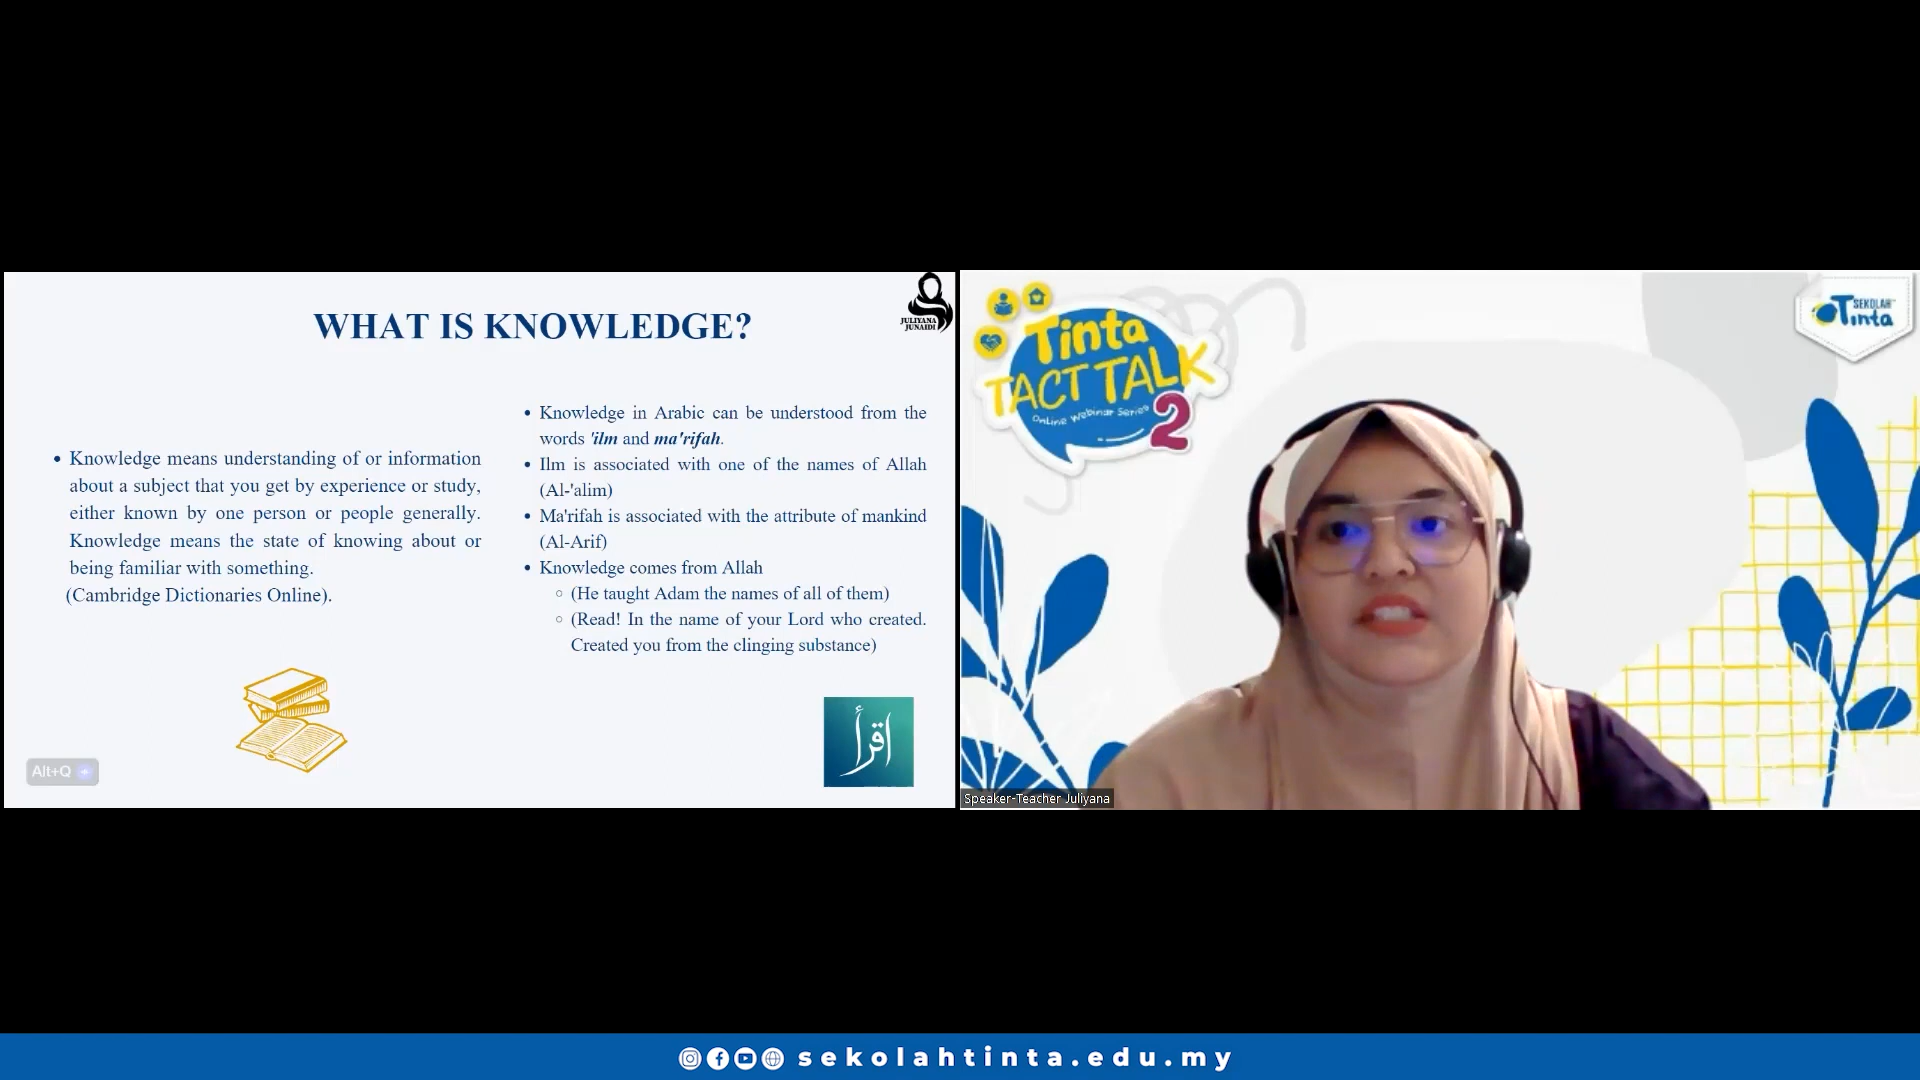 WHAT IS KNOWLEDGE?
JULIYANA
JUNAIDI
• Knowledge means understanding of or information
about a subject that you get by experience or study,
either known by one person or people generally.
Knowledge means the state of knowing about or
being familiar with something.
(Cambridge Dictionaries Online).
• Knowledge in Arabic can be understood from the
words 'ilm and ma'rifah.
• Ilm is associated with one of the names of Allah
(Al-'alim)
• Ma'rifah is associated with the attribute of mankind
(Al-Arif)
• Knowledge comes from Allah
○ (He taught Adam the names of all of them)
○ (Read! In the name of your Lord who created.
Created you from the clinging substance)
اقرأ
Alt+Q
Tinta
TACT TALK
Online Webinar Series
2
SEKOLAH
Tinta
Speaker-Teacher Juliyana
sekolahtinta.edu.my